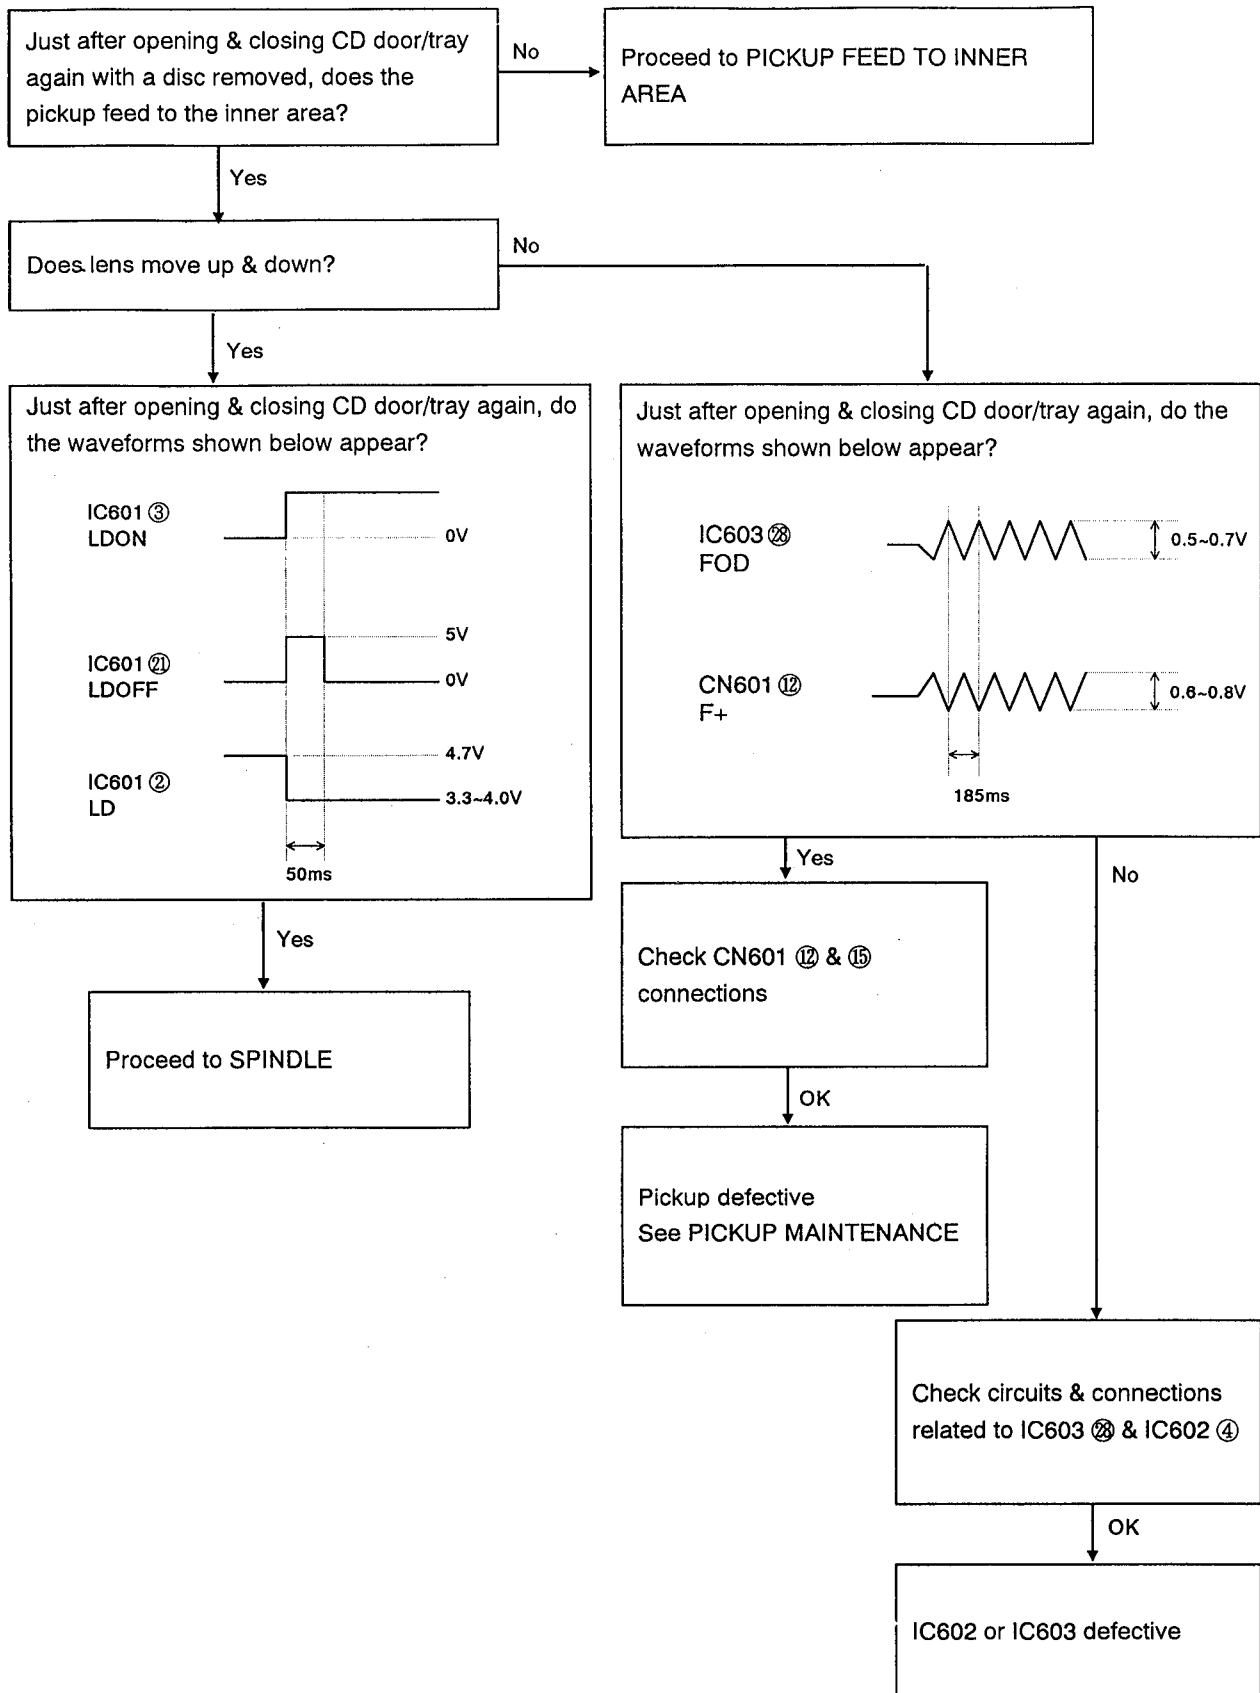 Just after opening & closing CD door/tray
again with a disc removed, does the
pickup feed to the inner area?
No
Proceed to PICKUP FEED TO INNER
AREA
Yes
Does lens move up & down?
No
Yes
Just after opening & closing CD door/tray again, do
the waveforms shown below appear?
IC601 ③
LDON
0V
IC601 ㉑
LDOFF
5V
0V
IC601 ②
LD
4.7V
3.3~4.0V
50ms
Yes
Proceed to SPINDLE
Just after opening & closing CD door/tray again, do the
waveforms shown below appear?
IC603 ㉘
FOD
0.5~0.7V
CN601 ⑫
F+
0.6~0.8V
185ms
Yes
No
Check CN601 ⑫ & ⑮
connections
OK
Pickup defective
See PICKUP MAINTENANCE
Check circuits & connections
related to IC603 ㉘ & IC602 ④
OK
IC602 or IC603 defective